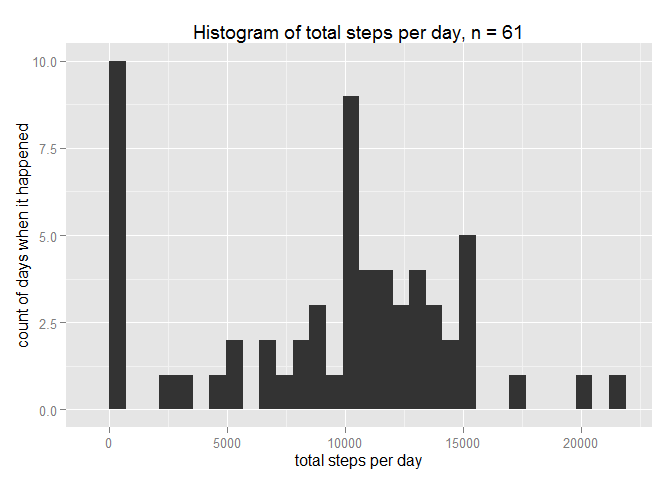 Histogram of total steps per day, n = 61
count of days when it happened
10.0
7.5
5.0
2.5
0.0
0 5000 10000 15000 20000
total steps per day